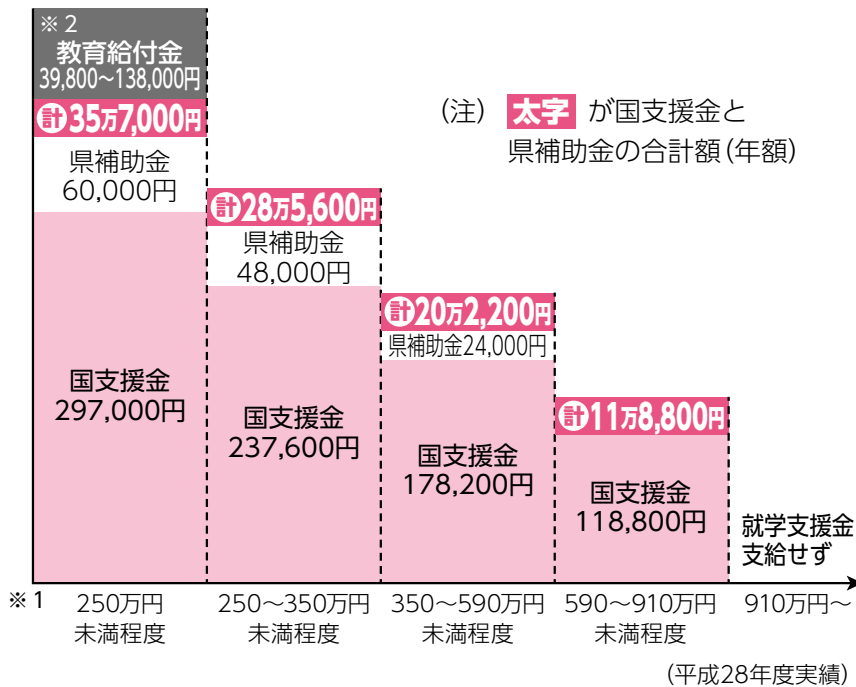 ※2
教育給付金
39,800～138,000円
計35万7,000円
県補助金
60,000円
国支援金
297,000円
計28万5,600円
県補助金
48,000円
国支援金
237,600円
計20万2,200円
県補助金24,000円
国支援金
178,200円
計11万8,800円
国支援金
118,800円
就学支援金
支給せず
(注) 太字 が国支援金と
県補助金の合計額(年額)
※1
250万円
未満程度
250～350万円
未満程度
350～590万円
未満程度
590～910万円
未満程度
910万円～
(平成28年度実績)